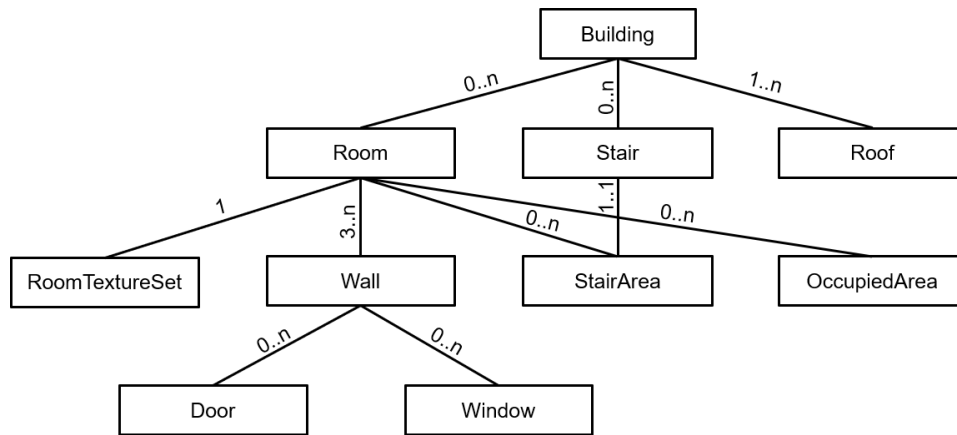 Building
0..n
0..n
1..n
Room
Stair
Roof
1
3..n
0..n
1..1
0..n
RoomTextureSet
Wall
StairArea
OccupiedArea
0..n
0..n
Door
Window